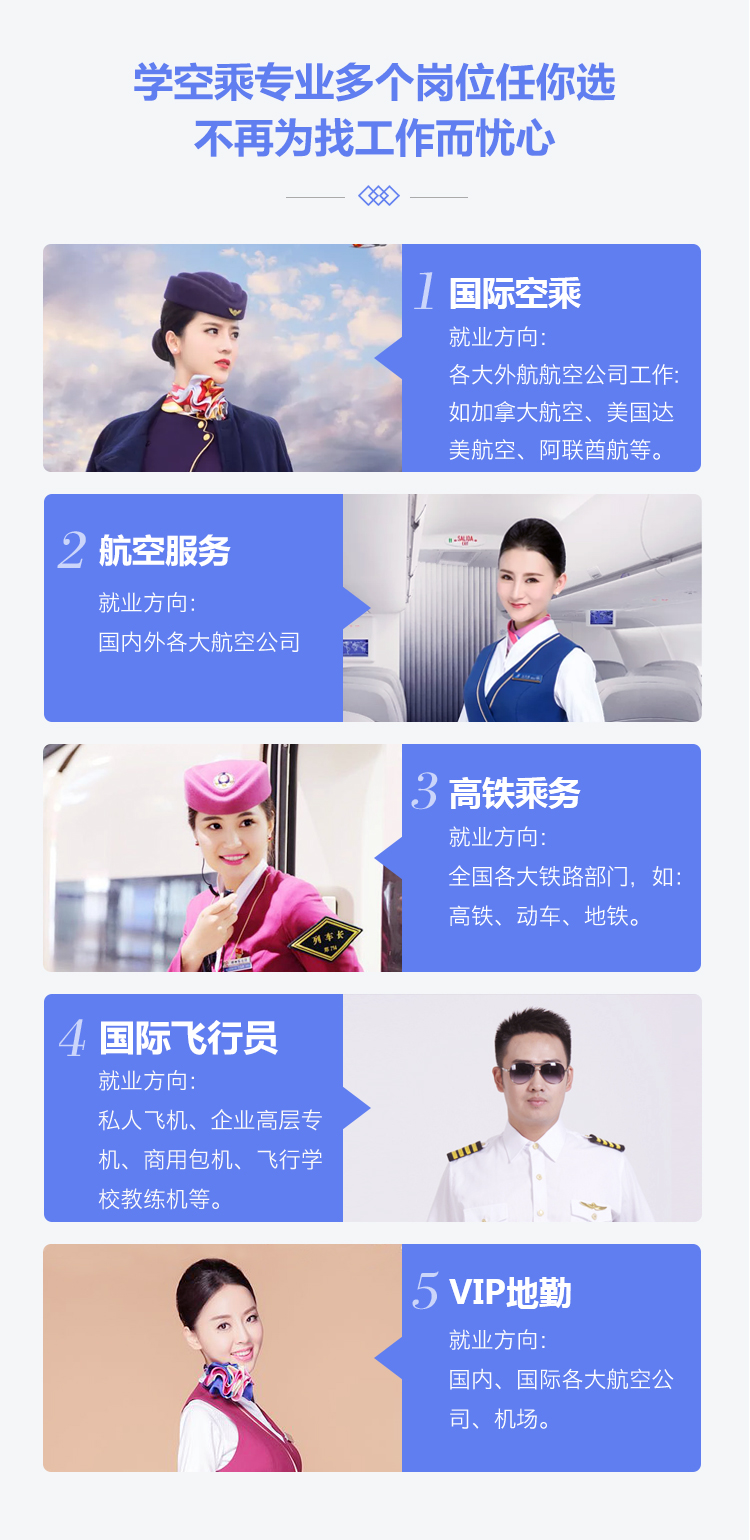 学空乘专业多个岗位任你选
不再为找工作而忧心
1 国际空乘
就业方向：
各大外航航空公司工作：
如加拿大航空、美国达
美航空、阿联酋航等。
2 航空服务
就业方向：
国内外各大航空公司
SALIDA
EXIT
3 高铁乘务
就业方向：
全国各大铁路部门，如：
高铁、动车、地铁。
列车长
4 国际飞行员
就业方向：
私人飞机、企业高层专
机、商用包机、飞行学
校教练机等。
5 VIP地勤
就业方向：
国内、国际各大航空公
司、机场。